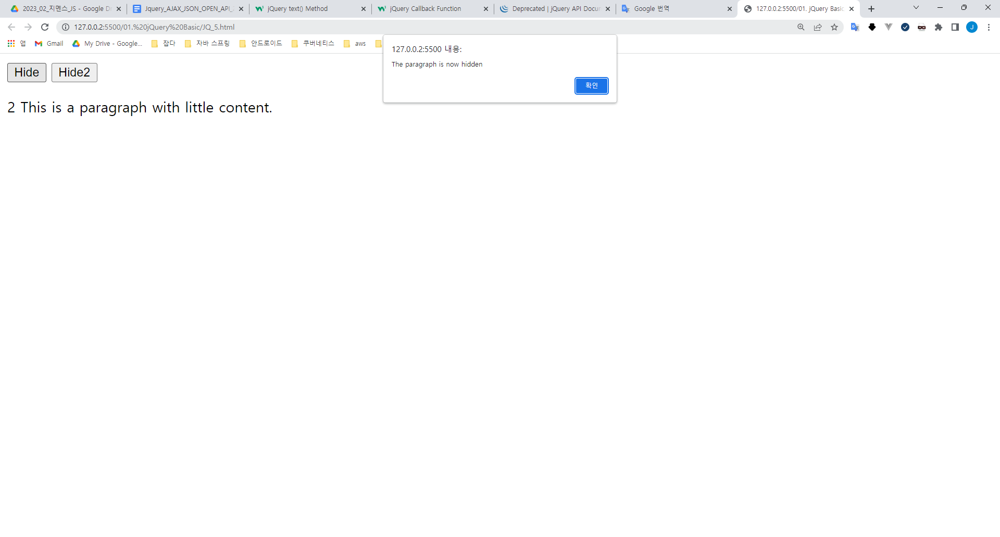 2023_02_지멘스_JS - Google Dr
Jquery_AJAX_JSON_OPEN_API_
jQuery text() Method
jQuery Callback Function
Deprecated | jQuery API Docum
Google 번역
127.0.0.2:5500/01. jQuery Basic
127.0.0.2:5500/01.%20jQuery%20Basic/JQ_5.html
J
앱
Gmail
My Drive - Google...
잡다
자바 스프링
안드로이드
쿠버네티스
aws
127.0.0.2:5500 내용:
The paragraph is now hidden
확인
Hide
Hide2
2 This is a paragraph with little content.